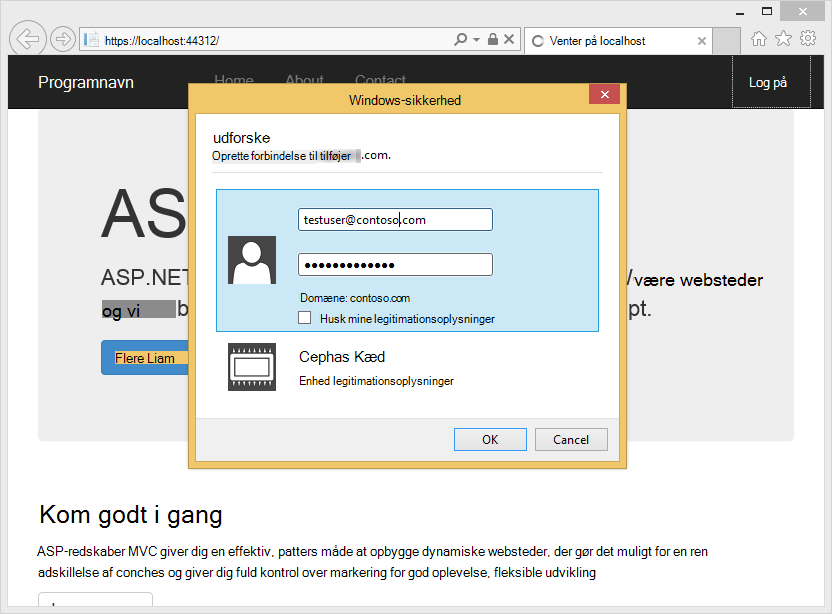 https://localhost:44312/
Venter på localhost
Programnavn
Home About Contact
Log på
Windows-sikkerhed
udforske
Oprette forbindelse til tilføjer .com.
testuser@contoso.com
•••••••••••••
Domæne: contoso.com
Husk mine legitimationsoplysninger
Cephas Kæd
Enhed legitimationsoplysninger
OK Cancel
AS
ASP.NET /være websteder
og vi b pt.
Flere Liam
Kom godt i gang
ASP-redskaber MVC giver dig en effektiv, patters måde at opbygge dynamiske websteder, der gør det muligt for en ren
adskillelse af conches og giver dig fuld kontrol over markering for god oplevelse, fleksible udvikling